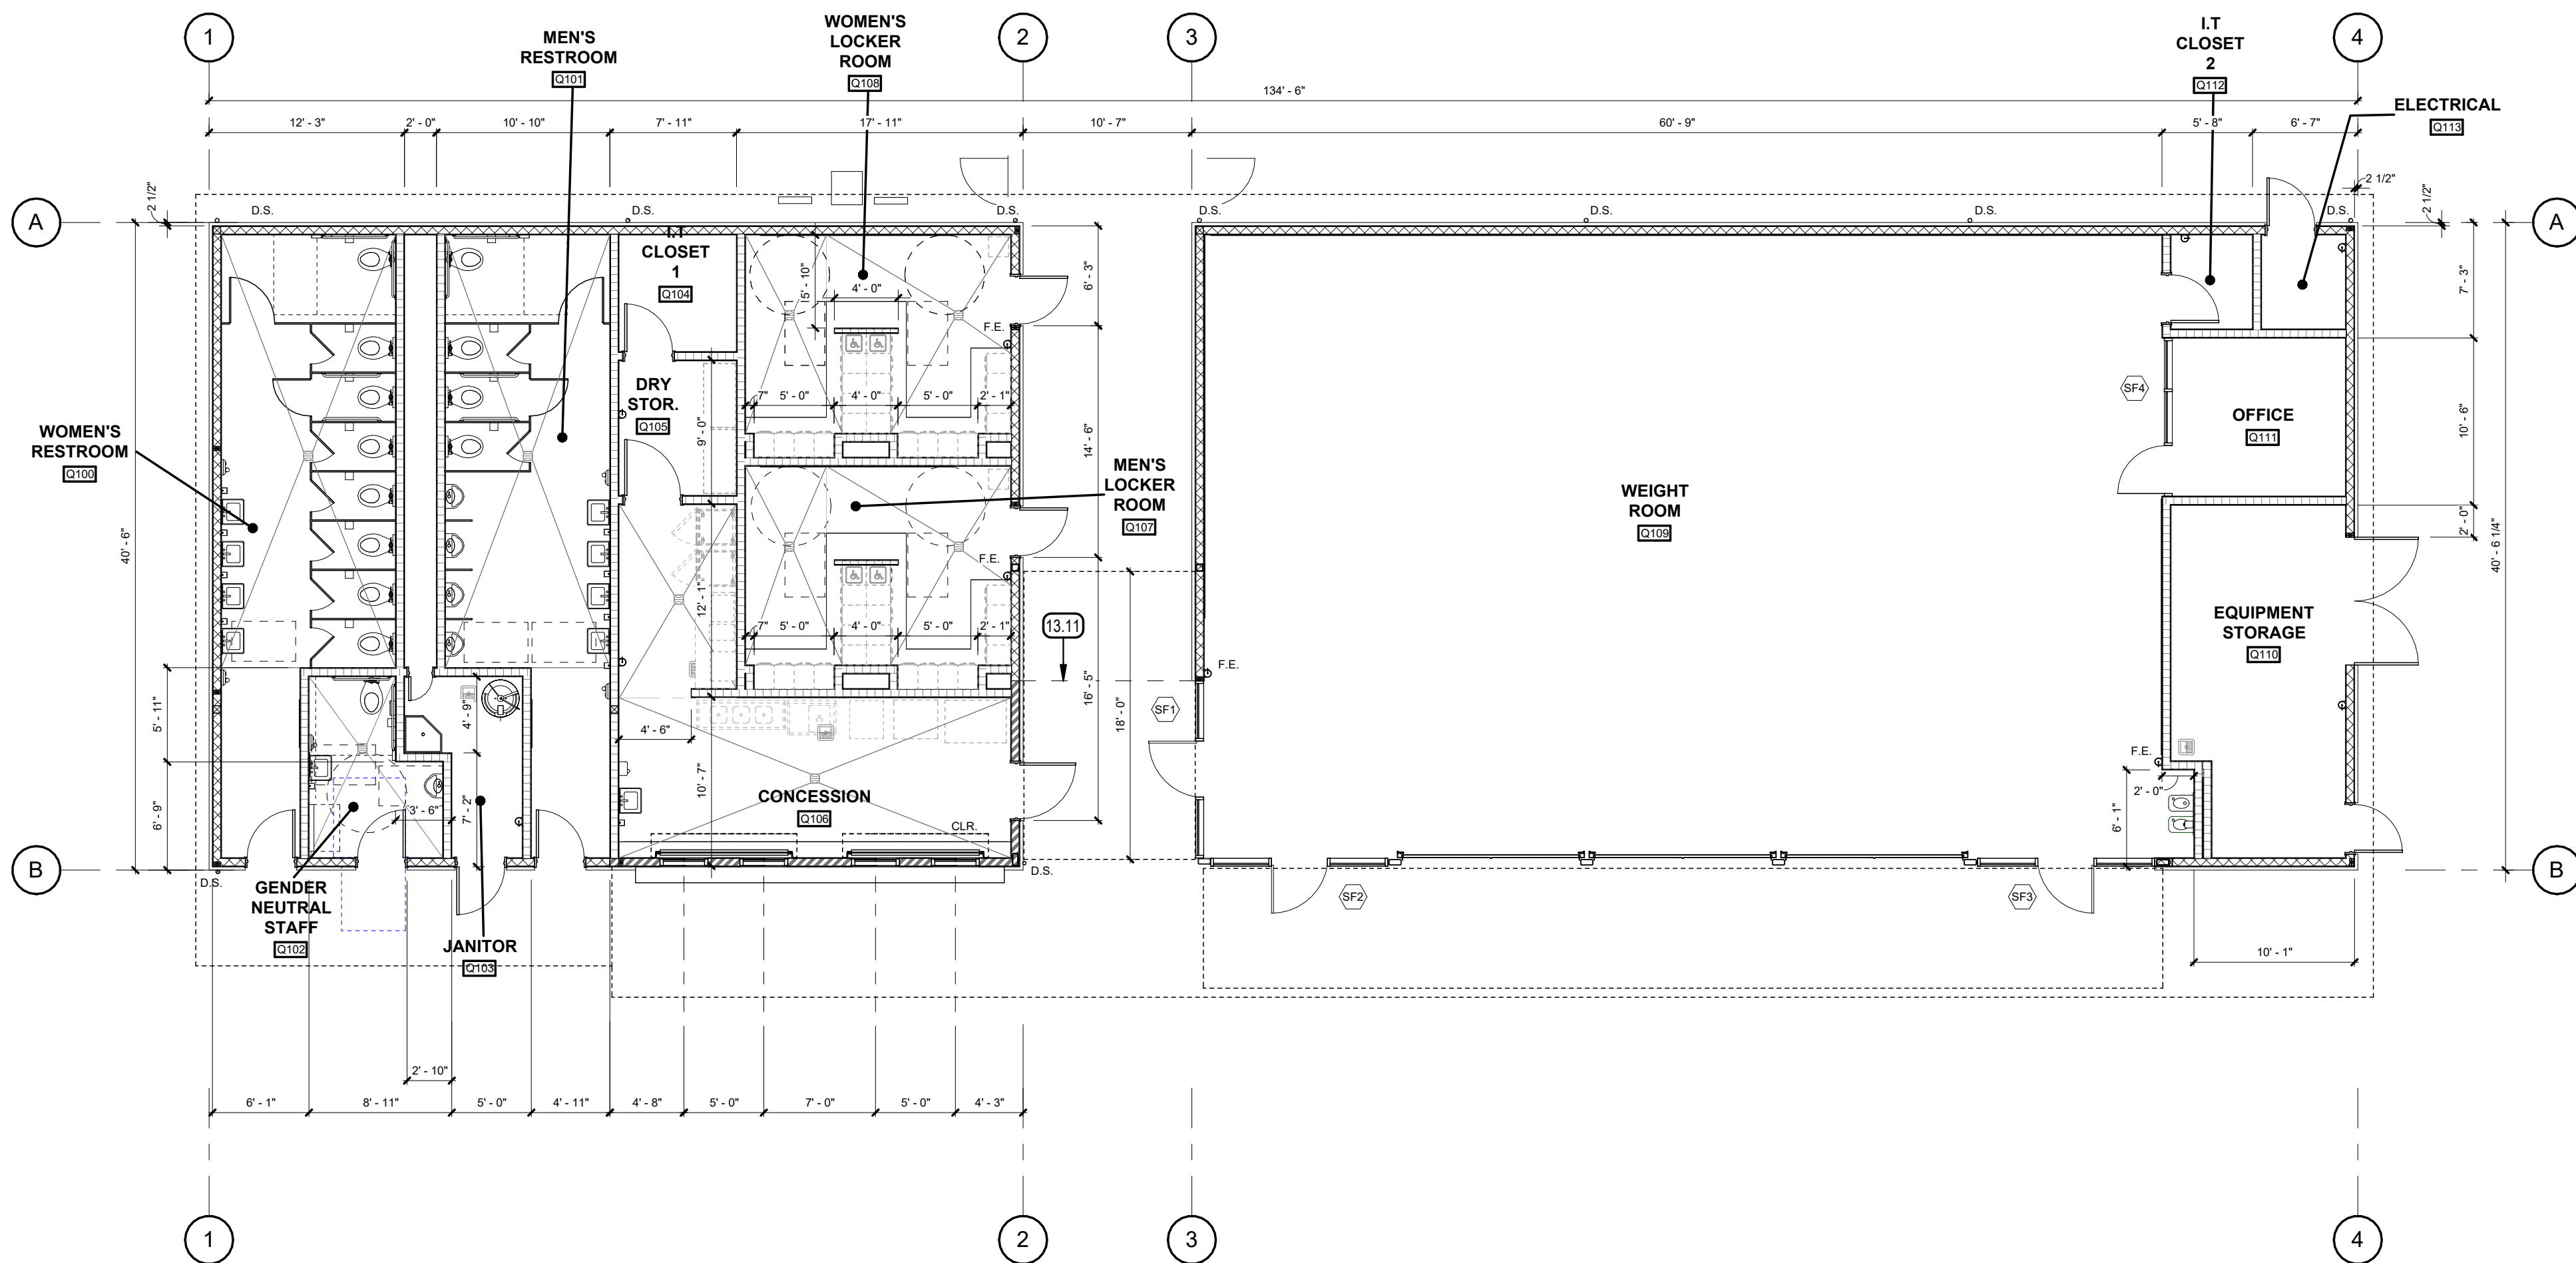 1
2
3
4
MEN'S
RESTROOM
Q101
WOMEN'S
LOCKER
ROOM
Q108
I.T
CLOSET
2
Q112
ELECTRICAL
Q113
134' - 6"
12' - 3"
2' - 0"
10' - 10"
7' - 11"
17' - 11"
10' - 7"
60' - 9"
5' - 8"
6' - 7"
2 1/2"
2 1/2"
2 1/2"
A
D.S.
D.S.
D.S.
D.S.
D.S.
D.S.
D.S.
A
I.T
CLOSET
1
Q104
5' - 10"
4' - 0"
6' - 3"
7' - 3"
F.E.
DRY
STOR.
Q105
7"
5' - 0"
4' - 0"
5' - 0"
2' - 1"
SF4
OFFICE
Q111
10' - 6"
WOMEN'S
RESTROOM
Q100
9' - 0"
14' - 6"
MEN'S
LOCKER
ROOM
Q107
WEIGHT
ROOM
Q109
2' - 0"
40' - 6"
40' - 6 1/4"
F.E.
12' - 1"
7"
5' - 0"
4' - 0"
5' - 0"
2' - 1"
13.11
EQUIPMENT
STORAGE
Q110
F.E.
5' - 11"
4' - 9"
4' - 6"
16' - 5"
18' - 0"
SF1
F.E.
10' - 7"
2' - 0"
6' - 9"
3' - 6"
7' - 2"
CONCESSION
Q106
CLR.
6' - 1"
B
D.S.
D.S.
B
GENDER
NEUTRAL
STAFF
Q102
JANITOR
Q103
SF2
SF3
10' - 1"
2' - 10"
6' - 1"
8' - 11"
5' - 0"
4' - 11"
4' - 8"
5' - 0"
7' - 0"
5' - 0"
4' - 3"
1
2
3
4